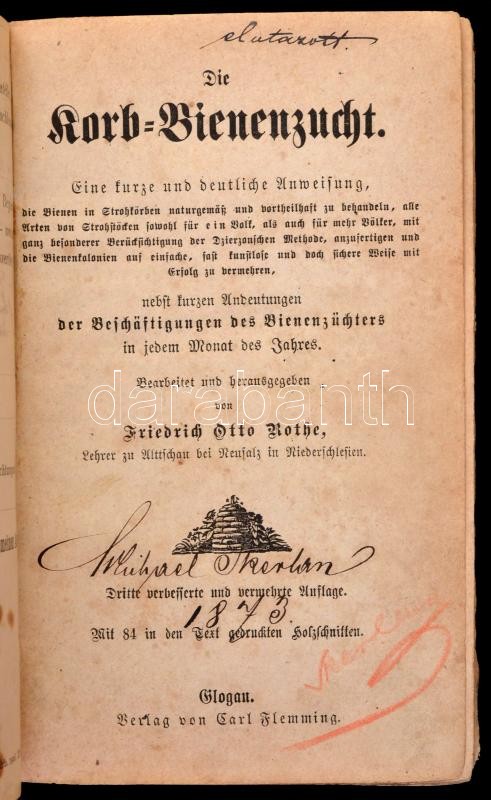 elutazott.
Die
Korb=Bienenzucht.
Eine kurze und deutliche Anweisung,
die Bienen in Strohkörben naturgemäß und vortheilhaft zu behandeln, alle
Arten von Strohstöcken sowohl für ein Volk, als auch für mehr Völker, mit
ganz besonderer Berücksichtigung der Dzierzonschen Methode, anzufertigen und
die Bienenkolonien auf einfache, fast kunstlose und doch sichere Weise mit
Erfolg zu vermehren,
nebst kurzen Andeutungen
der Beschäftigungen des Bienenzüchters
in jedem Monat des Jahres.
Bearbeitet und herausgegeben
darabanth
von
Friedrich Otto Rothe,
Lehrer zu Altschau bei Neusalz in Niederschlesien.
Michael Skerlan
Dritte verbesserte und vermehrte Auflage.
1873.
Mit 84 in den Text gedruckten Holzschnitten.
Glogau.
Verlag von Carl Flemming.